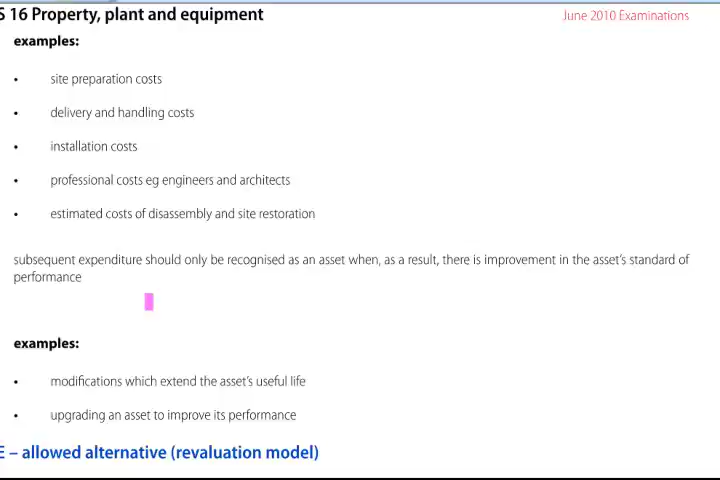 S 16 Property, plant and equipment
June 2010 Examinations
examples:
• site preparation costs
• delivery and handling costs
• installation costs
• professional costs eg engineers and architects
• estimated costs of disassembly and site restoration
subsequent expenditure should only be recognised as an asset when, as a result, there is improvement in the asset's standard of
performance
examples:
• modifications which extend the asset's useful life
• upgrading an asset to improve its performance
E – allowed alternative (revaluation model)